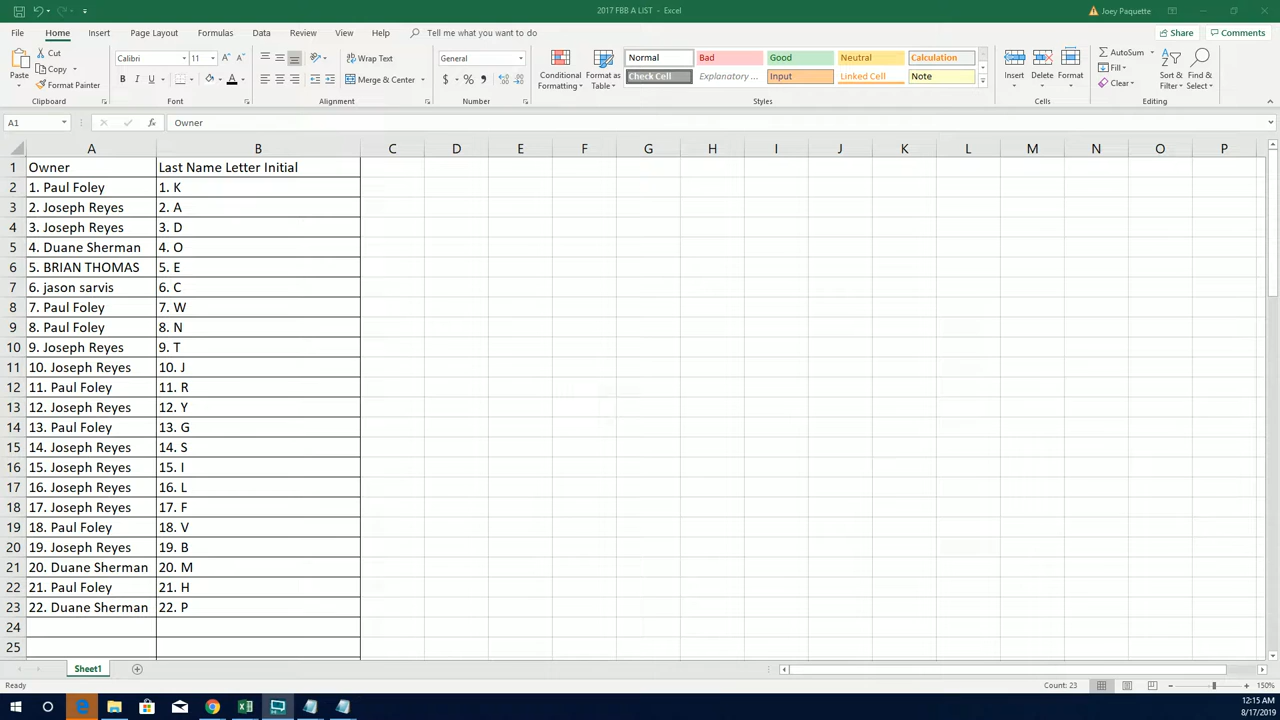 2017 FBB A LIST - Excel
Joey Paquette
File Home Insert Page Layout Formulas Data Review View Help Tell me what you want to do
Share Comments
Paste
Cut
Copy
Format Painter
Clipboard
Calibri 11
B I U
Font
Wrap Text
Merge & Center
Alignment
General
$ % ,
Number
Conditional Formatting
Format as Table
Normal Bad Good Neutral Calculation
Check Cell Explanatory ... Input Linked Cell Note
Styles
Insert Delete Format
Cells
AutoSum
Fill
Clear
Sort & Filter
Find & Select
Editing
A1 fx Owner
A B C D E F G H I J K L M N O P
1 Owner Last Name Letter Initial
2 1. Paul Foley 1. K
3 2. Joseph Reyes 2. A
4 3. Joseph Reyes 3. D
5 4. Duane Sherman 4. O
6 5. BRIAN THOMAS 5. E
7 6. jason sarvis 6. C
8 7. Paul Foley 7. W
9 8. Paul Foley 8. N
10 9. Joseph Reyes 9. T
11 10. Joseph Reyes 10. J
12 11. Paul Foley 11. R
13 12. Joseph Reyes 12. Y
14 13. Paul Foley 13. G
15 14. Joseph Reyes 14. S
16 15. Joseph Reyes 15. I
17 16. Joseph Reyes 16. L
18 17. Joseph Reyes 17. F
19 18. Paul Foley 18. V
20 19. Joseph Reyes 19. B
21 20. Duane Sherman 20. M
22 21. Paul Foley 21. H
23 22. Duane Sherman 22. P
24
25
Sheet1
Ready Count: 23 150%
12:15 AM
8/17/2019